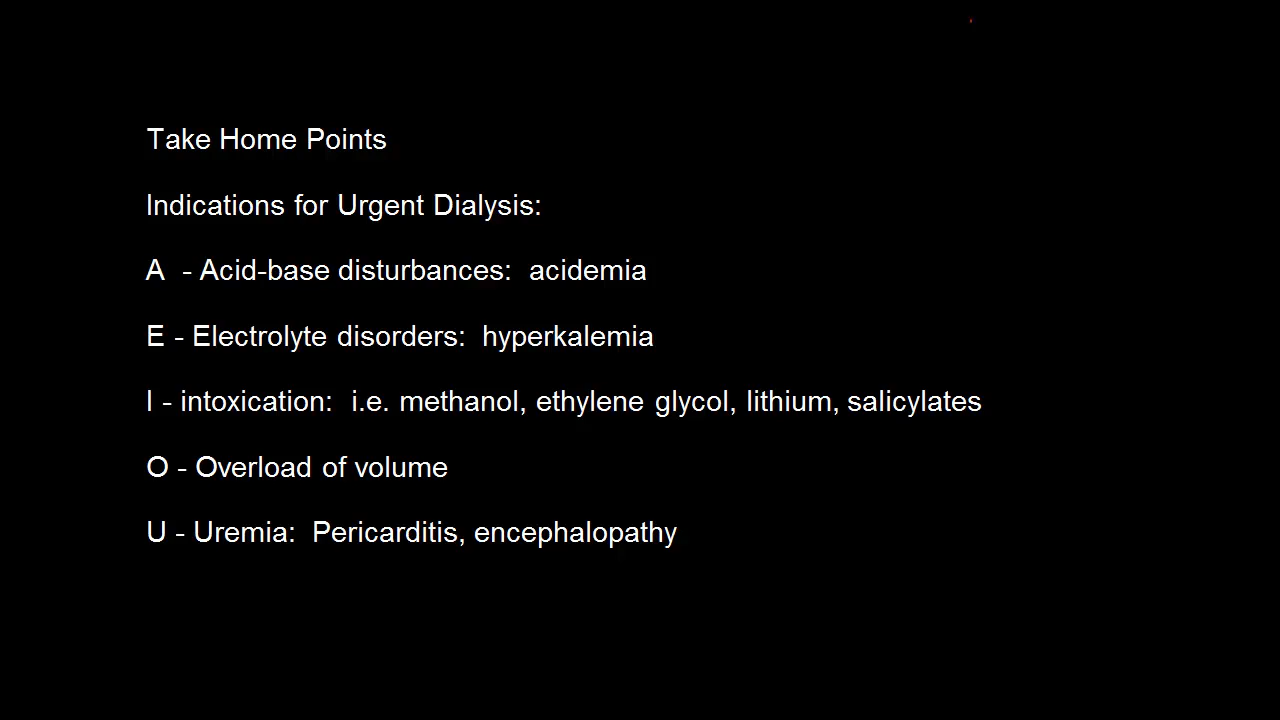 Take Home Points
Indications for Urgent Dialysis:
A  - Acid-base disturbances:  acidemia
E - Electrolyte disorders:  hyperkalemia
I - intoxication:  i.e. methanol, ethylene glycol, lithium, salicylates
O - Overload of volume
U - Uremia:  Pericarditis, encephalopathy